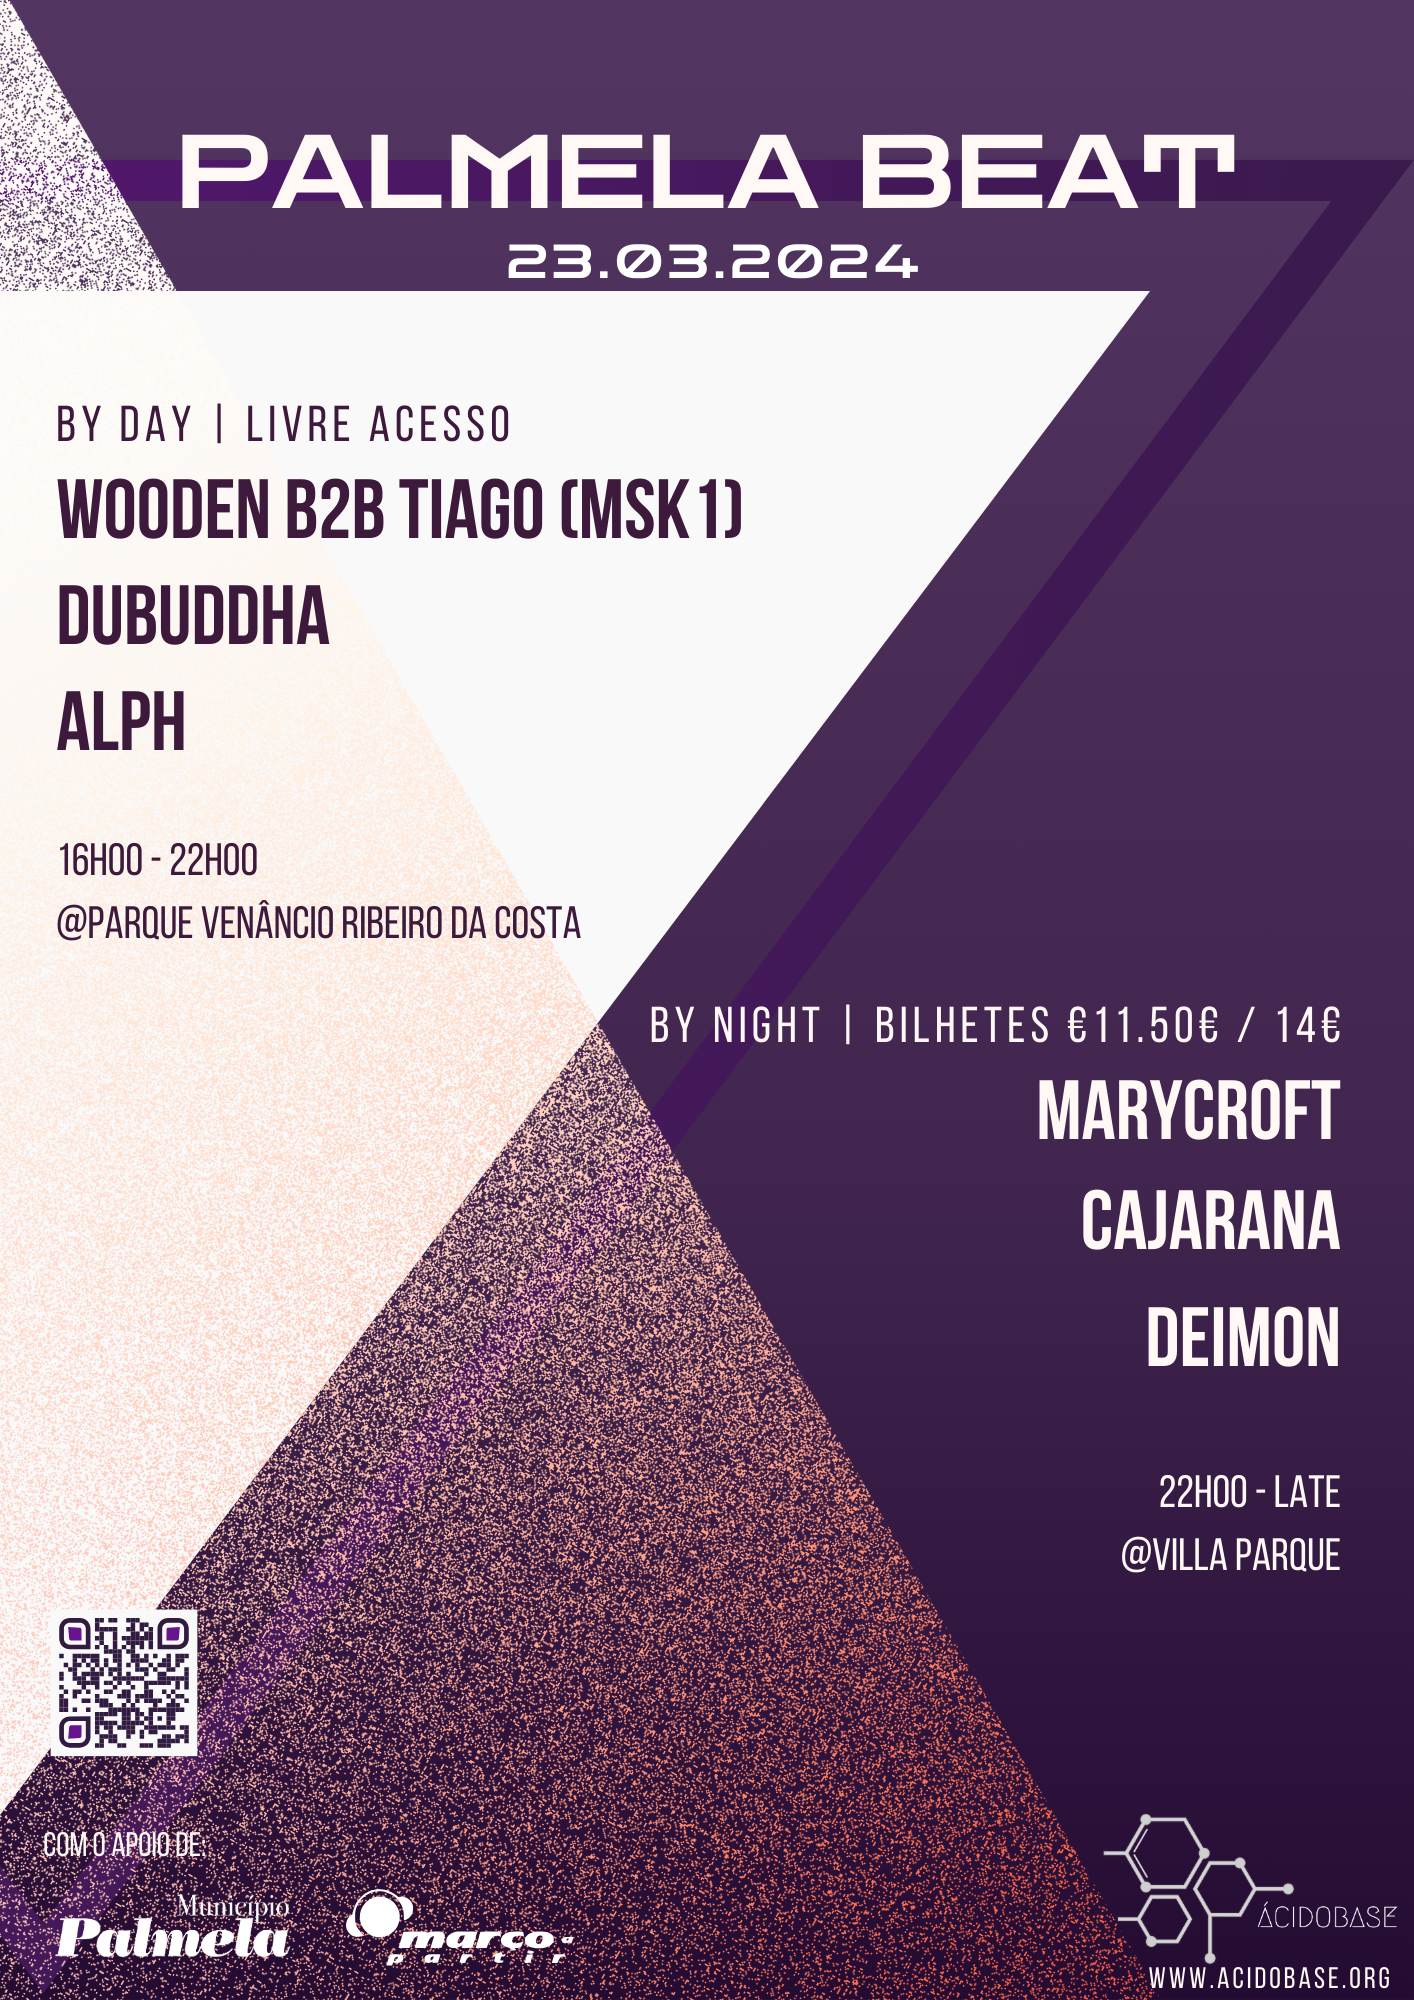 PALMELA BEAT
23.03.2024
BY DAY | LIVRE ACESSO
WOODEN B2B TIAGO (MSK1)
DUBUDDHA
ALPH
16H00 - 22H00
@PARQUE VENÂNCIO RIBEIRO DA COSTA
BY NIGHT | BILHETES €11.50€ / 14€
MARYCROFT
CAJARANA
DEIMON
22H00 - LATE
@VILLA PARQUE
COM O APOIO DE:
Município
Palmela
março a
partir
ÁCIDOBASE
WWW.ACIDOBASE.ORG